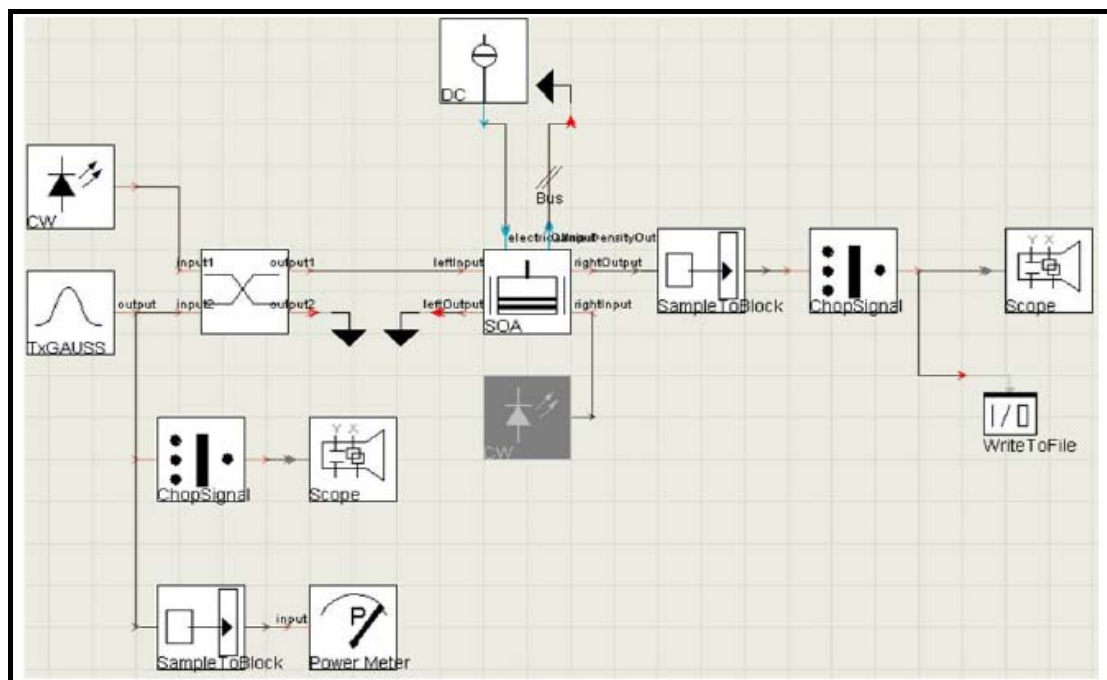 DC
Bus
CW
input1
output1
leftInput
rightOutput
output
input2
output2
leftOutput
rightInput
TxGAUSS
SOA
SampleToBlock
ChopSignal
Y X
Scope
CW
I/O
WriteToFile
ChopSignal
Y X
Scope
SampleToBlock
input
P
Power Meter